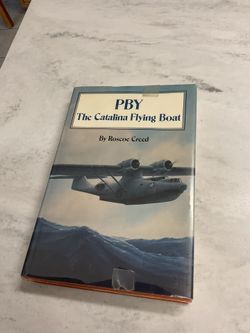 PBY
The Catalina Flying Boat
By Roscoe Creed